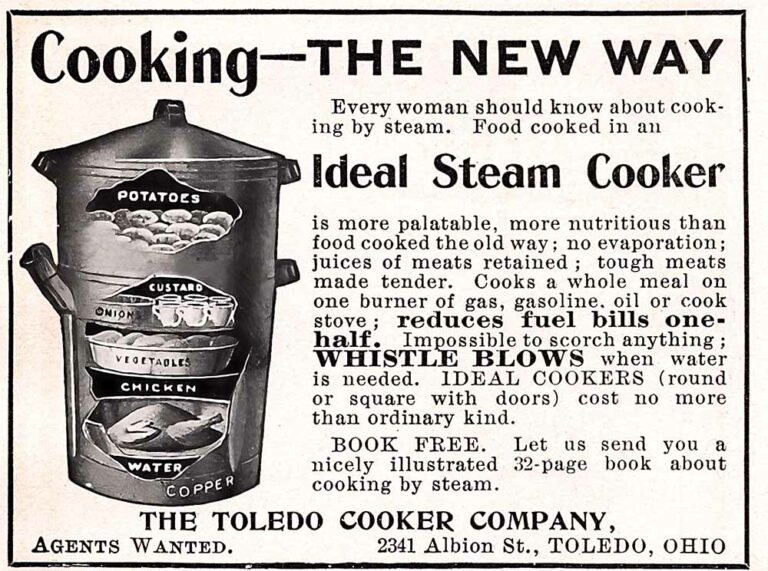 Cooking—THE NEW WAY
Every woman should know about cook-
ing by steam. Food cooked in an
Ideal Steam Cooker
is more palatable, more nutritious than
food cooked the old way; no evaporation;
juices of meats retained; tough meats
made tender. Cooks a whole meal on
one burner of gas, gasoline. oil or cook
stove; reduces fuel bills one-
half. Impossible to scorch anything;
WHISTLE BLOWS when water
is needed. IDEAL COOKERS (round
or square with doors) cost no more
than ordinary kind.
BOOK FREE. Let us send you a
nicely illustrated 32-page book about
cooking by steam.
POTATOES
CUSTARD
ONIONS
VEGETABLES
CHICKEN
WATER
COPPER
THE TOLEDO COOKER COMPANY,
AGENTS WANTED. 2341 Albion St., TOLEDO, OHIO